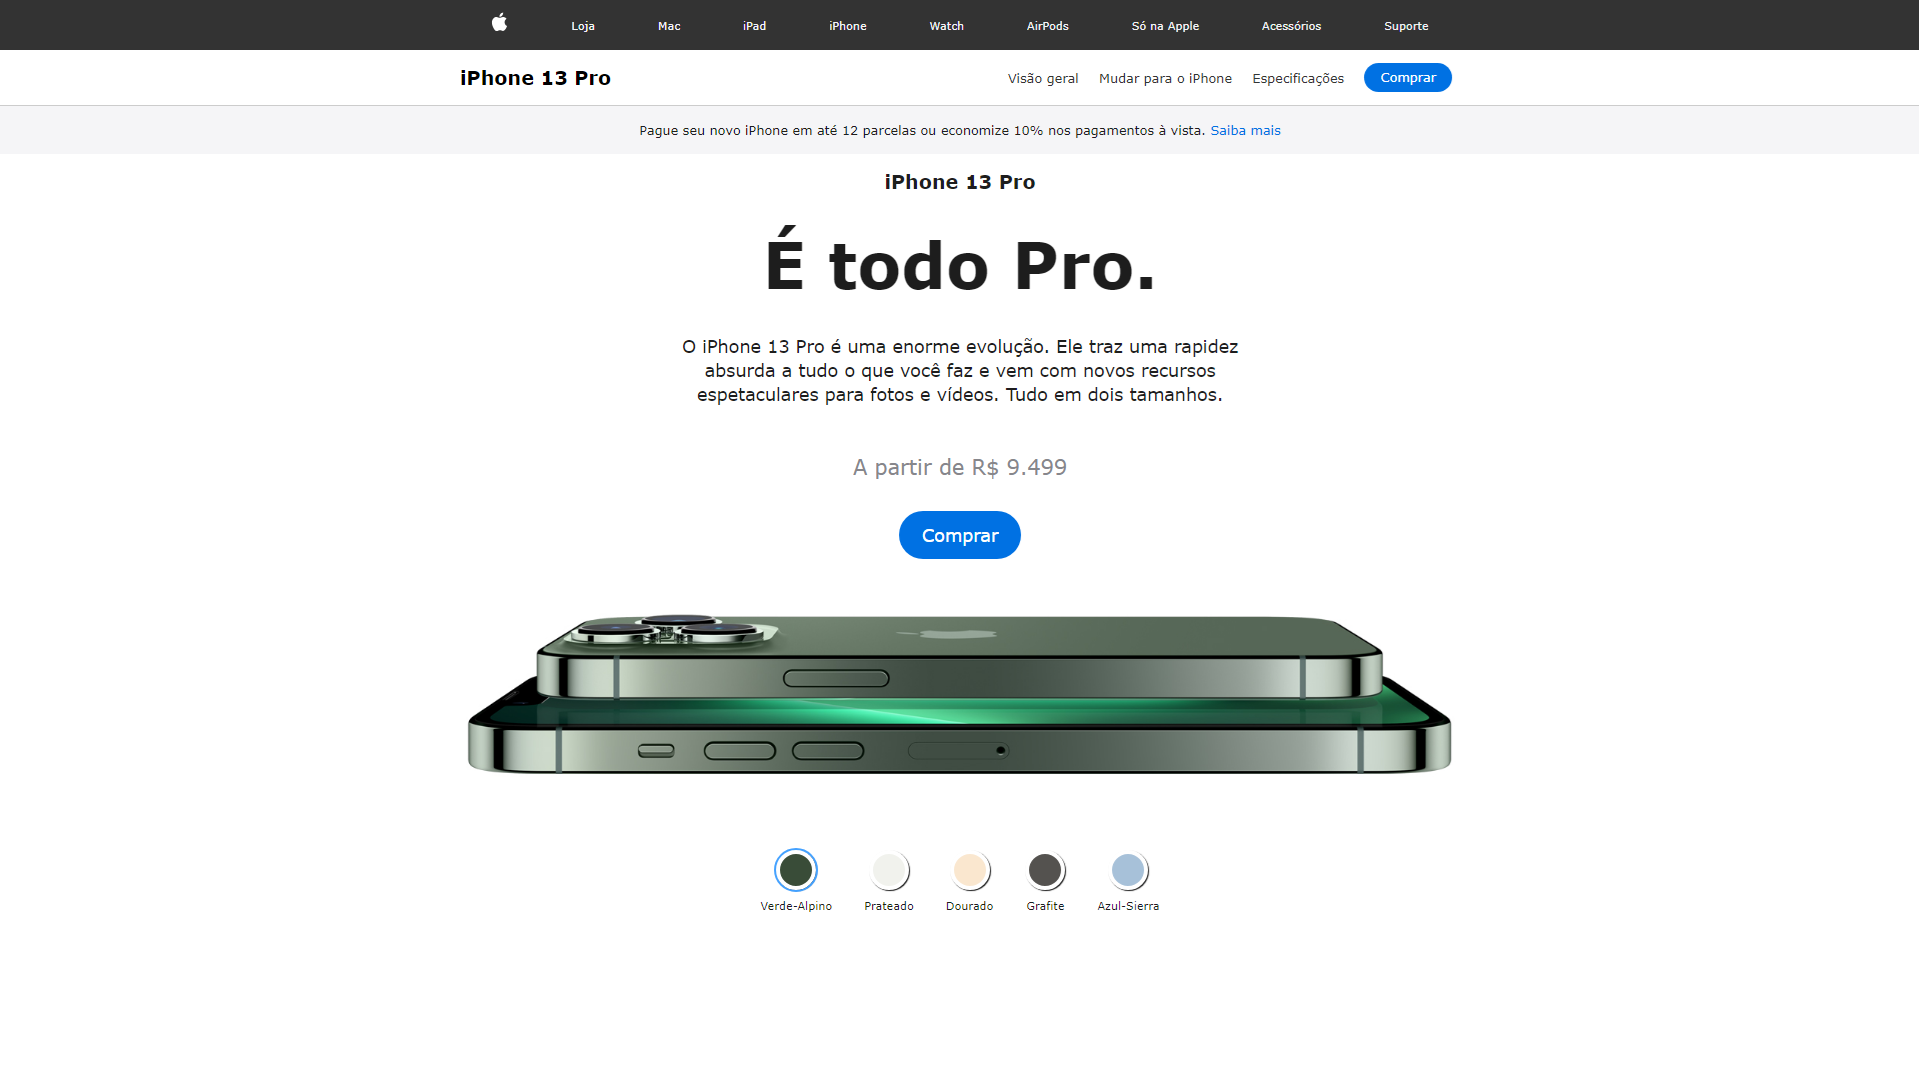 Loja Mac iPad iPhone Watch AirPods Só na Apple Acessórios Suporte
iPhone 13 Pro Visão geral Mudar para o iPhone Especificações Comprar
Pague seu novo iPhone em até 12 parcelas ou economize 10% nos pagamentos à vista. Saiba mais
iPhone 13 Pro
É todo Pro.
O iPhone 13 Pro é uma enorme evolução. Ele traz uma rapidez
absurda a tudo o que você faz e vem com novos recursos
espetaculares para fotos e vídeos. Tudo em dois tamanhos.
A partir de R$ 9.499
Comprar
Verde-Alpino Prateado Dourado Grafite Azul-Sierra